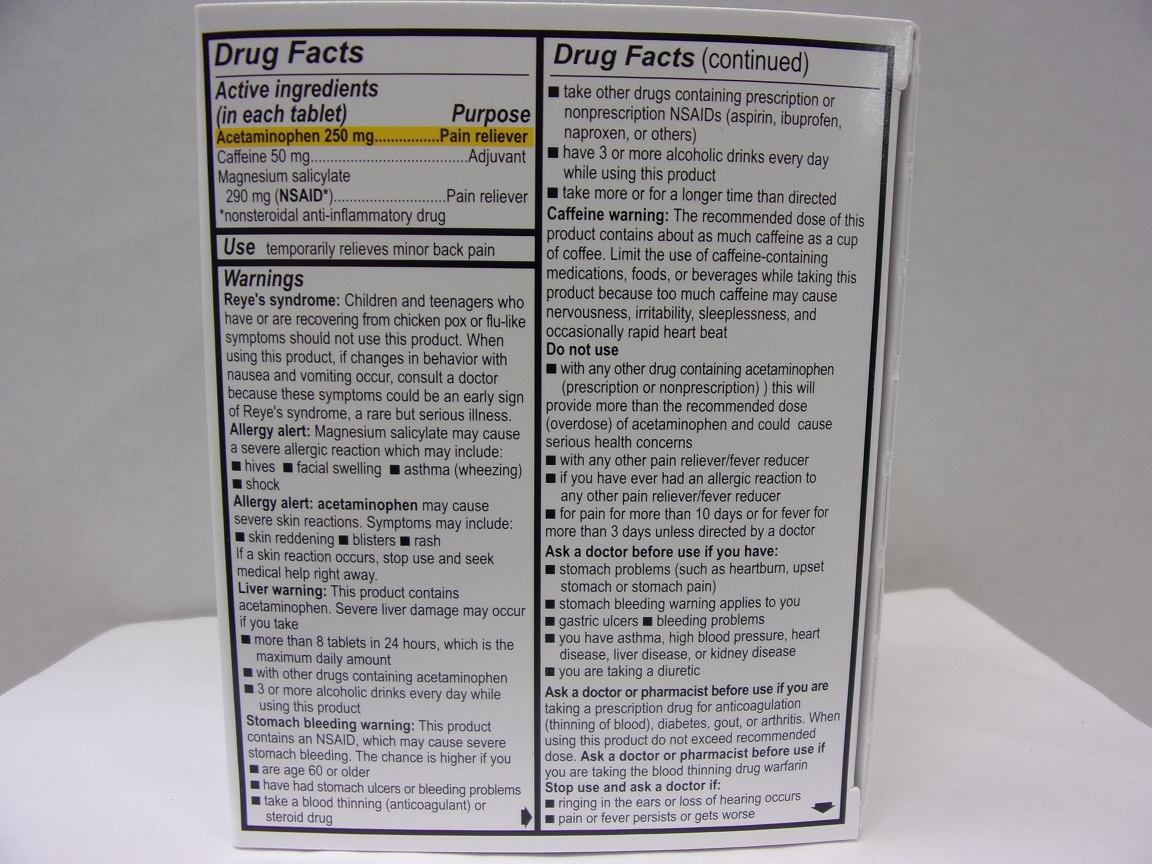 Drug Facts
Active ingredients
(in each tablet) Purpose
Acetaminophen 250 mg................Pain reliever
Caffeine 50 mg.......................................Adjuvant
Magnesium salicylate
290 mg (NSAID*)............................Pain reliever
*nonsteroidal anti-inflammatory drug
Use temporarily relieves minor back pain
Warnings
Reye's syndrome: Children and teenagers who
have or are recovering from chicken pox or flu-like
symptoms should not use this product. When
using this product, if changes in behavior with
nausea and vomiting occur, consult a doctor
because these symptoms could be an early sign
of Reye's syndrome, a rare but serious illness.
Allergy alert: Magnesium salicylate may cause
a severe allergic reaction which may include:
■ hives ■ facial swelling ■ asthma (wheezing)
■ shock
Allergy alert: acetaminophen may cause
severe skin reactions. Symptoms may include:
■ skin reddening ■ blisters ■ rash
If a skin reaction occurs, stop use and seek
medical help right away.
Liver warning: This product contains
acetaminophen. Severe liver damage may occur
if you take
■ more than 8 tablets in 24 hours, which is the
maximum daily amount
■ with other drugs containing acetaminophen
■ 3 or more alcoholic drinks every day while
using this product
Stomach bleeding warning: This product
contains an NSAID, which may cause severe
stomach bleeding. The chance is higher if you
■ are age 60 or older
■ have had stomach ulcers or bleeding problems
■ take a blood thinning (anticoagulant) or
steroid drug
Drug Facts (continued)
■ take other drugs containing prescription or
nonprescription NSAIDs (aspirin, ibuprofen,
naproxen, or others)
■ have 3 or more alcoholic drinks every day
while using this product
■ take more or for a longer time than directed
Caffeine warning: The recommended dose of this
product contains about as much caffeine as a cup
of coffee. Limit the use of caffeine-containing
medications, foods, or beverages while taking this
product because too much caffeine may cause
nervousness, irritability, sleeplessness, and
occasionally rapid heart beat
Do not use
■ with any other drug containing acetaminophen
(prescription or nonprescription) ) this will
provide more than the recommended dose
(overdose) of acetaminophen and could cause
serious health concerns
■ with any other pain reliever/fever reducer
■ if you have ever had an allergic reaction to
any other pain reliever/fever reducer
■ for pain for more than 10 days or for fever for
more than 3 days unless directed by a doctor
Ask a doctor before use if you have:
■ stomach problems (such as heartburn, upset
stomach or stomach pain)
■ stomach bleeding warning applies to you
■ gastric ulcers ■ bleeding problems
■ you have asthma, high blood pressure, heart
disease, liver disease, or kidney disease
■ you are taking a diuretic
Ask a doctor or pharmacist before use if you are
taking a prescription drug for anticoagulation
(thinning of blood), diabetes, gout, or arthritis. When
using this product do not exceed recommended
dose. Ask a doctor or pharmacist before use if
you are taking the blood thinning drug warfarin
Stop use and ask a doctor if:
■ ringing in the ears or loss of hearing occurs
■ pain or fever persists or gets worse